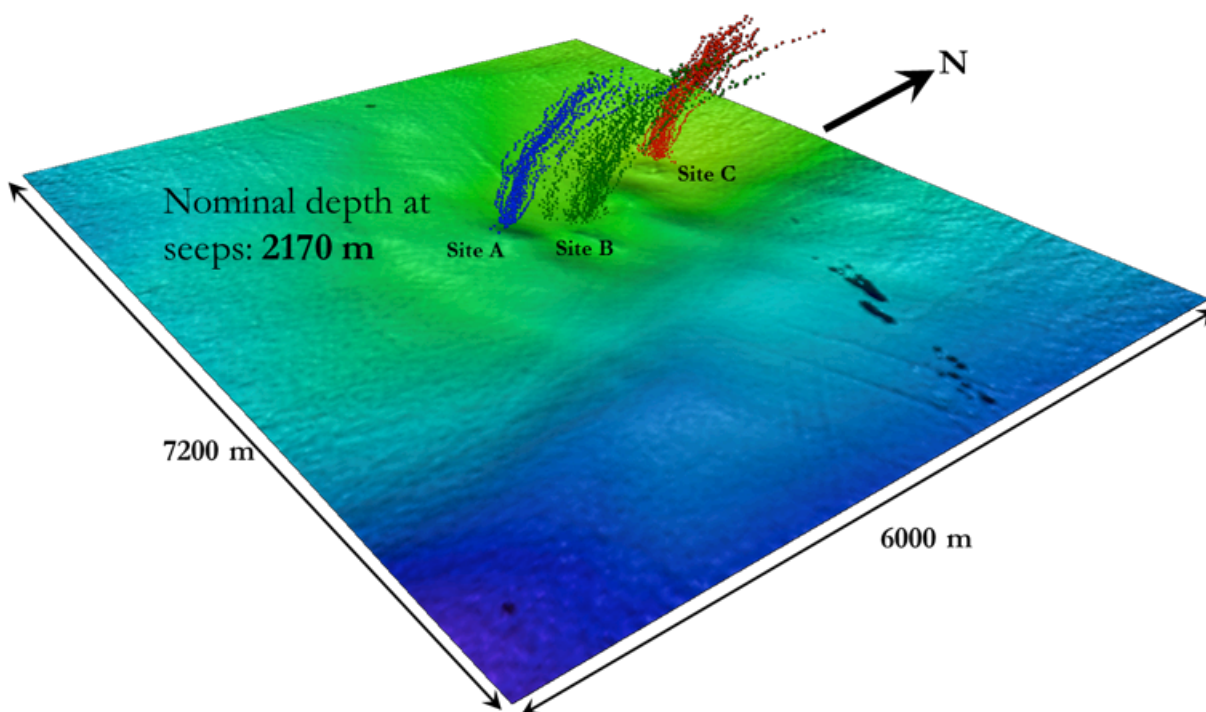 N
Site C
Nominal depth at
seeps: 2170 m
Site A
Site B
7200 m
6000 m